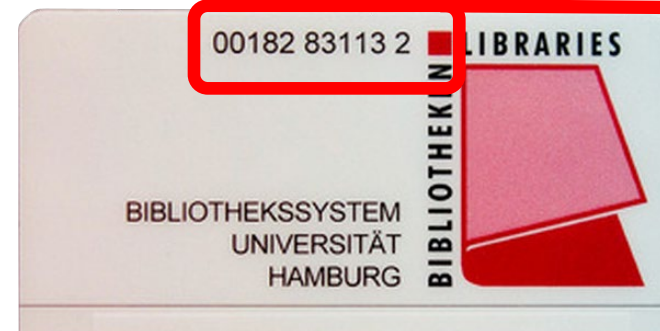 00182 83113 2
LIBRARIES
BIBLIOTHEKEN
BIBLIOTHEKSSYSTEM
UNIVERSITÄT
HAMBURG